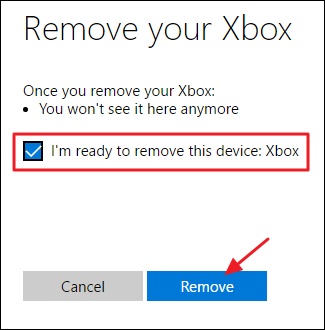 Remove your Xbox
Once you remove your Xbox:
• You won't see it here anymore
I'm ready to remove this device: Xbox
Cancel
Remove